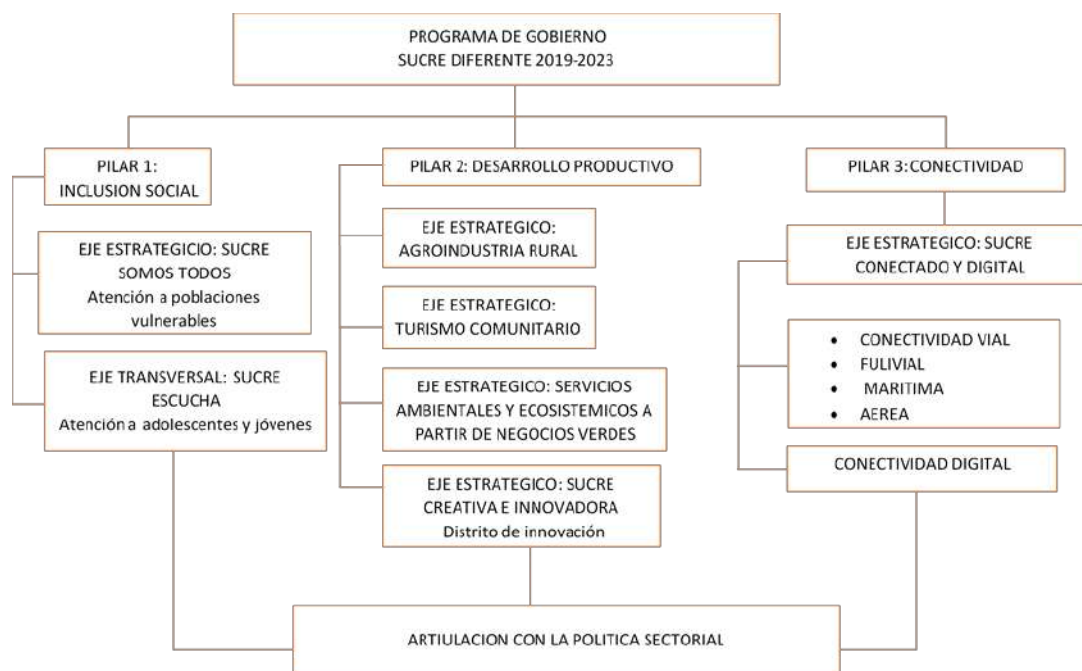 PROGRAMA DE GOBIERNO
SUCRE DIFERENTE 2019-2023
PILAR 1:
INCLUSION SOCIAL
EJE ESTRATEGICIO: SUCRE
SOMOS TODOS
Atención a poblaciones
vulnerables
EJE TRANSVERSAL: SUCRE
ESCUCHA
Atención a adolescentes y jóvenes
PILAR 2: DESARROLLO PRODUCTIVO
EJE ESTRATEGICO:
AGROINDUSTRIA RURAL
EJE ESTRATEGICO:
TURISMO COMUNITARIO
EJE ESTRATEGICO: SERVICIOS
AMBIENTALES Y ECOSISTEMICOS A
PARTIR DE NEGOCIOS VERDES
EJE ESTRATEGICO: SUCRE
CREATIVA E INNOVADORA
Distrito de innovación
PILAR 3:CONECTIVIDAD
EJE ESTRATEGICO: SUCRE
CONECTADO Y DIGITAL
• CONECTIVIDAD VIAL
• FULIVIAL
• MARITIMA
• AEREA
CONECTIVIDAD DIGITAL
ARTIULACION CON LA POLITICA SECTORIAL